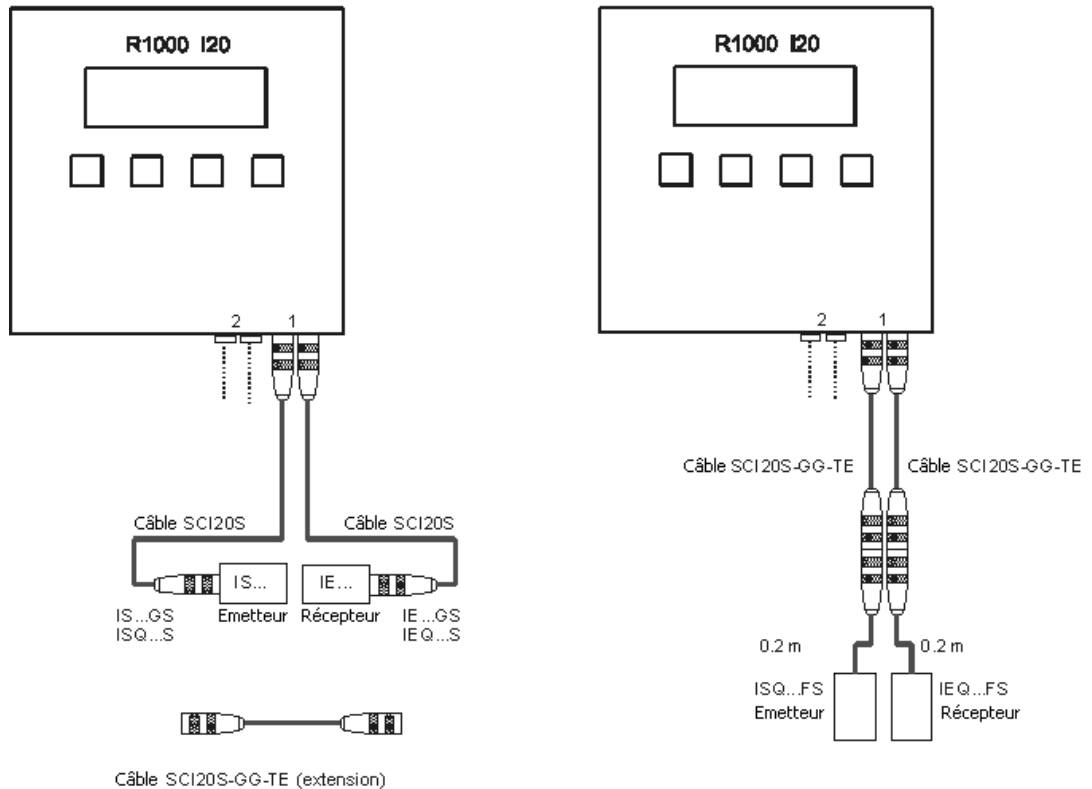 R1000 I20
2 1
Câble SCI20S
Câble SCI20S
IS...
IE...
IS...GS
ISQ...S
Emetteur
Récepteur
IE...GS
IEQ...S
Câble SCI20S-GG-TE (extension)
R1000 I20
2 1
Câble SCI20S-GG-TE
Câble SCI20S-GG-TE
0.2 m
0.2 m
ISQ...FS
Emetteur
IEQ...FS
Récepteur